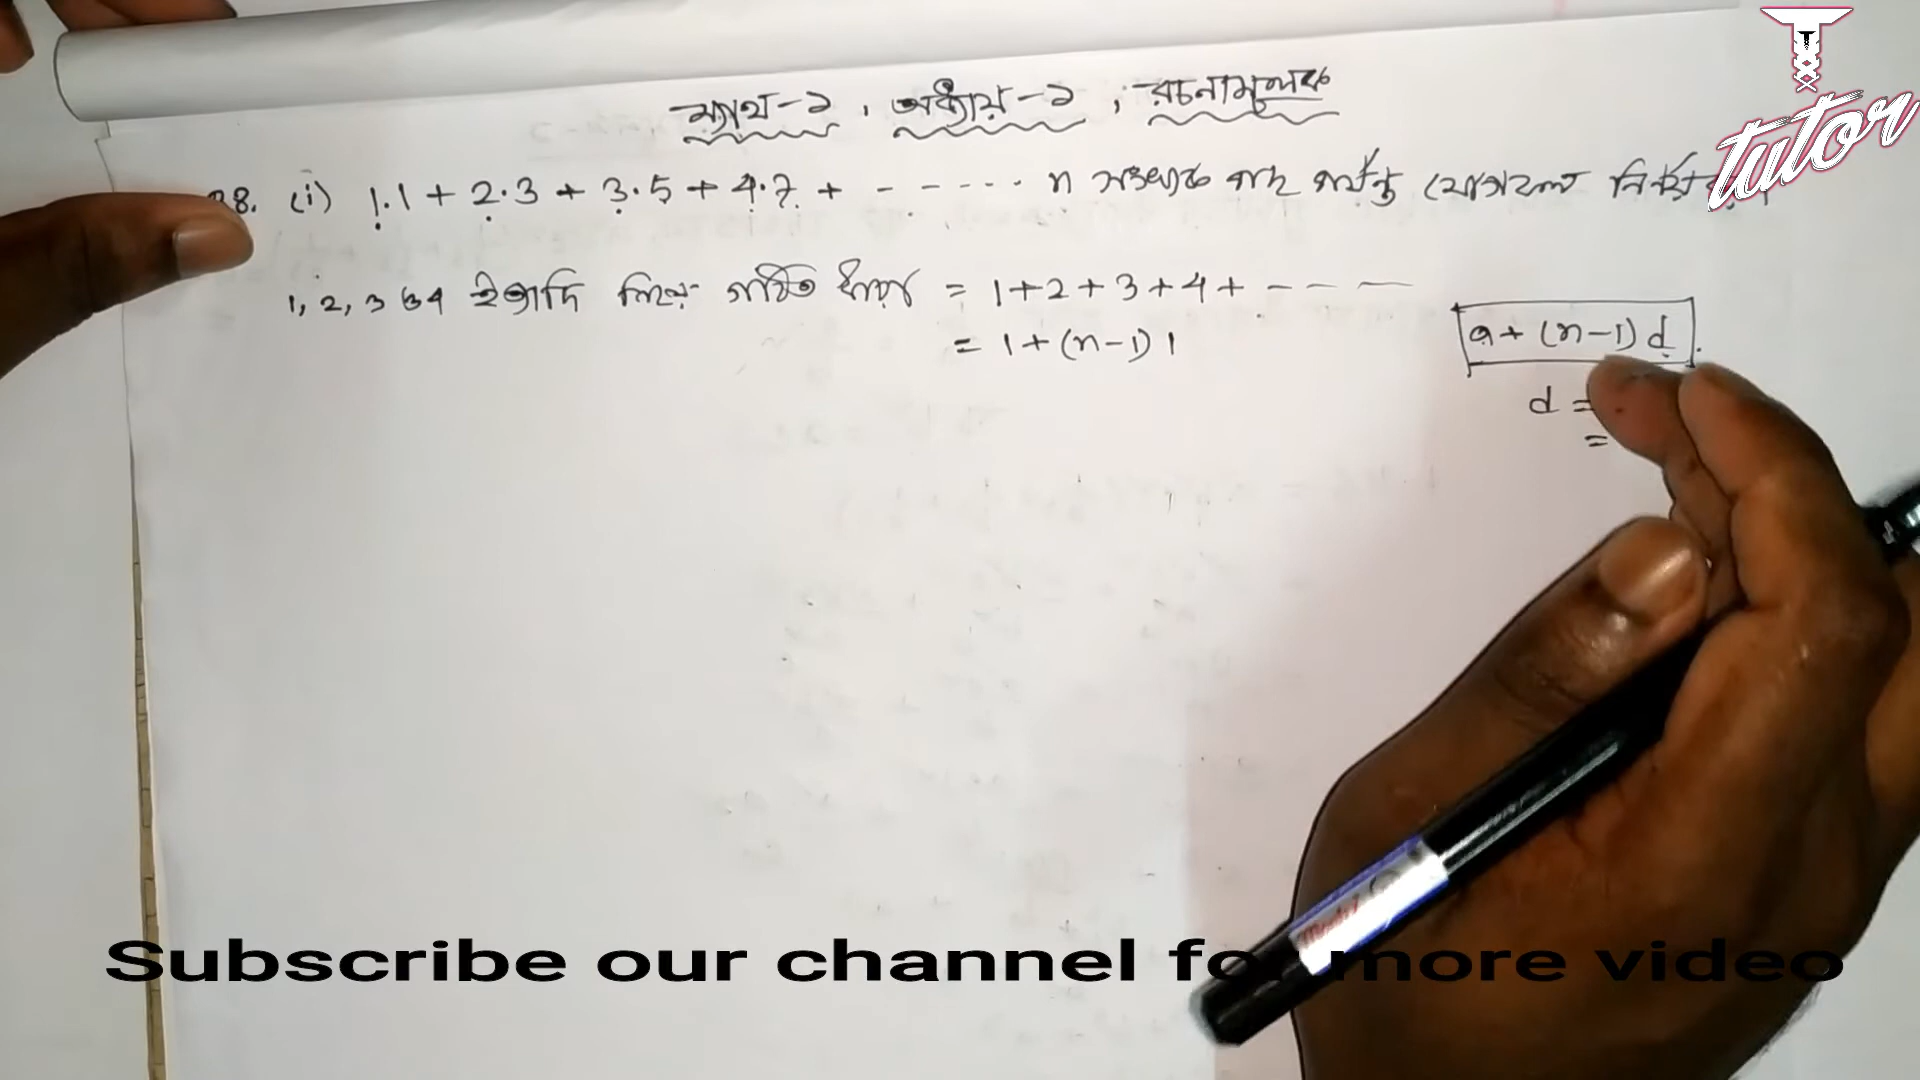 ম্যাথ-১, অধ্যায়-১, রচনামূলক
28. (i) 1.1 + 2.3 + 3.5 + 4.7 + - - - - - n সংখ্যক পদ পর্যন্ত যোগফল নির্ণয়
1, 2, 3 ও 4 ইত্যাদি নিয়ে গঠিত ধারা = 1+2+3+4+ - - -
= 1+(n-1) 1
a + (n-1) d
d =
=
T
tutor
Subscribe our channel for more video